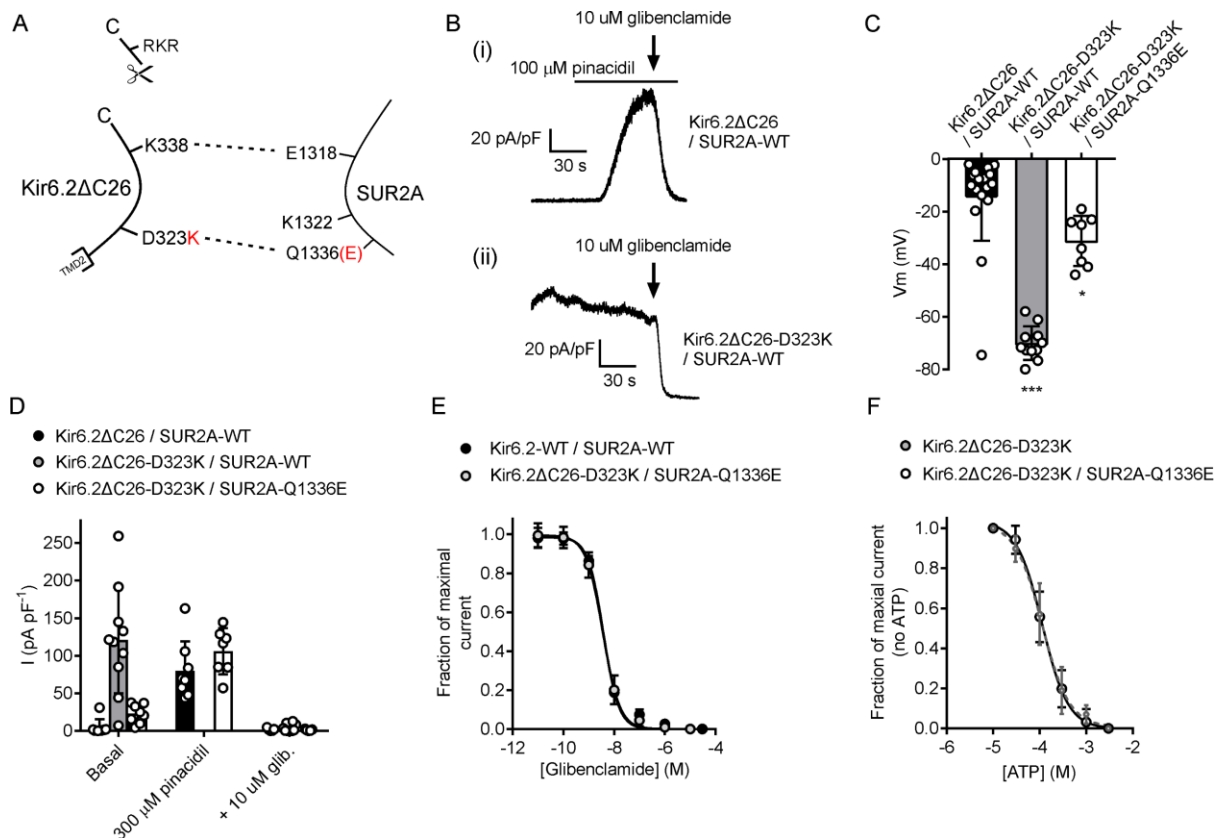 A
C
RKR
C
K338
E1318
Kir6.2ΔC26
SUR2A
K1322
D323K
Q1336(E)
TMD2
B
10 uM glibenclamide
(i)
100 μM pinacidil
Kir6.2ΔC26
/ SUR2A-WT
20 pA/pF
30 s
10 uM glibenclamide
(ii)
Kir6.2ΔC26-D323K
/ SUR2A-WT
20 pA/pF
30 s
C
Kir6.2ΔC26
/ SUR2A-WT
Kir6.2ΔC26-D323K
/ SUR2A-WT
Kir6.2ΔC26-D323K
/ SUR2A-Q1336E
0
-20
-40
-60
-80
Vm (mV)
***
*
D
Kir6.2ΔC26 / SUR2A-WT
Kir6.2ΔC26-D323K / SUR2A-WT
Kir6.2ΔC26-D323K / SUR2A-Q1336E
250
200
150
100
50
0
I (pA pF⁻¹)
Basal
300 μM pinacidil
+ 10 uM glib.
E
Kir6.2-WT / SUR2A-WT
Kir6.2ΔC26-D323K / SUR2A-Q1336E
1.0
0.8
0.6
0.4
0.2
0.0
Fraction of maximal
current
-12 -10 -8 -6 -4
[Glibenclamide] (M)
F
Kir6.2ΔC26-D323K
Kir6.2ΔC26-D323K / SUR2A-Q1336E
1.0
0.8
0.6
0.4
0.2
0.0
Fraction of maxial current
(no ATP)
-6 -5 -4 -3 -2
[ATP] (M)